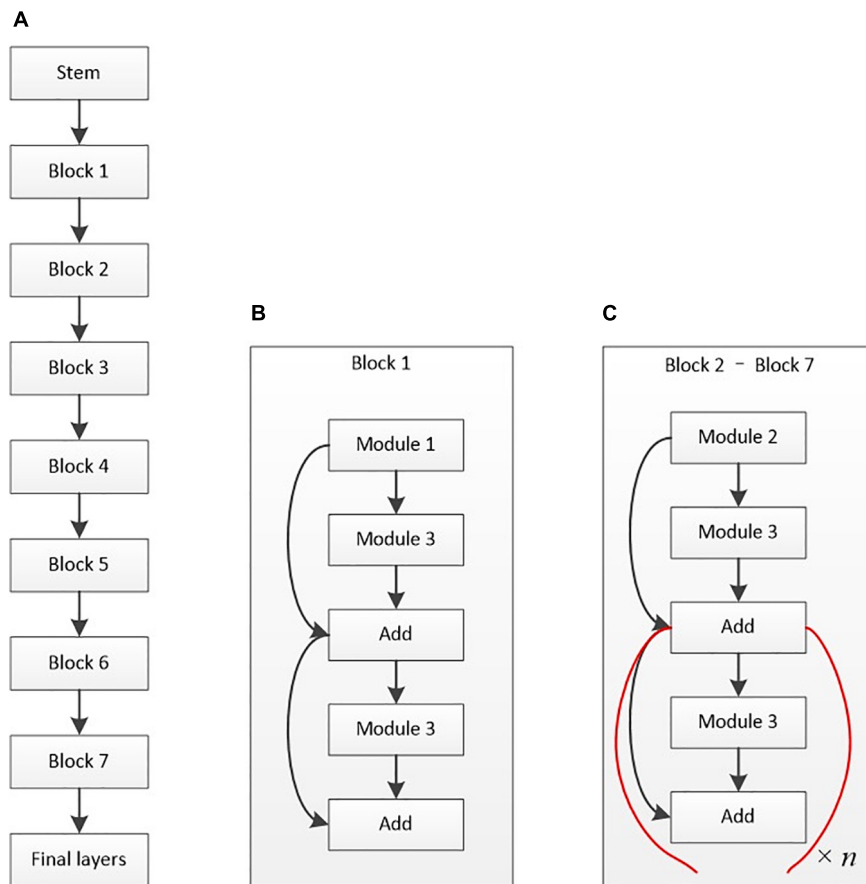 A
Stem
Block 1
Block 2
Block 3
Block 4
Block 5
Block 6
Block 7
Final layers
B
Block 1
Module 1
Module 3
Add
Module 3
Add
C
Block 2 - Block 7
Module 2
Module 3
Add
Module 3
Add
× n